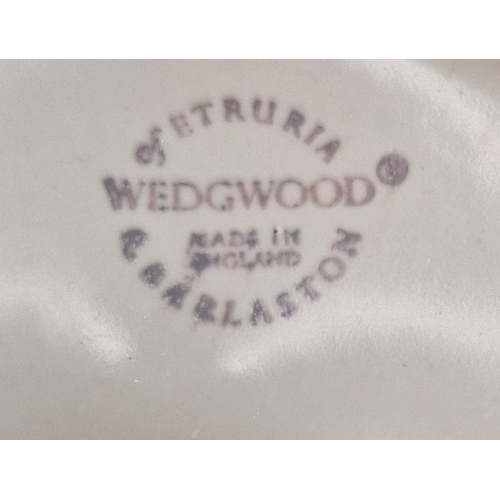 of ETRURIA
WEDGWOOD ®
MADE IN
ENGLAND
& BARLASTON